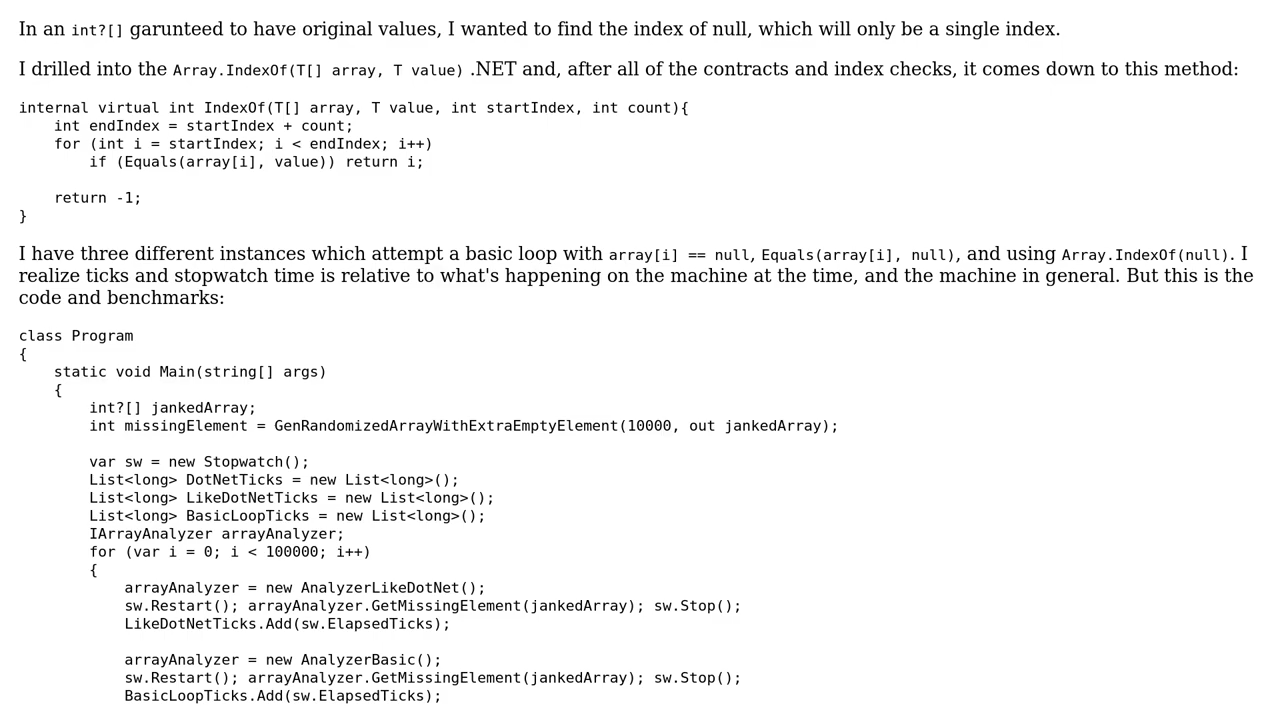 In an int?[] garunteed to have original values, I wanted to find the index of null, which will only be a single index.
I drilled into the Array.IndexOf(T[] array, T value) .NET and, after all of the contracts and index checks, it comes down to this method:
internal virtual int IndexOf(T[] array, T value, int startIndex, int count){
    int endIndex = startIndex + count;
    for (int i = startIndex; i < endIndex; i++)
        if (Equals(array[i], value)) return i;

    return -1;
}
I have three different instances which attempt a basic loop with array[i] == null, Equals(array[i], null), and using Array.IndexOf(null). I
realize ticks and stopwatch time is relative to what's happening on the machine at the time, and the machine in general. But this is the
code and benchmarks:
class Program
{
    static void Main(string[] args)
    {
        int?[] jankedArray;
        int missingElement = GenRandomizedArrayWithExtraEmptyElement(10000, out jankedArray);

        var sw = new Stopwatch();
        List<long> DotNetTicks = new List<long>();
        List<long> LikeDotNetTicks = new List<long>();
        List<long> BasicLoopTicks = new List<long>();
        IArrayAnalyzer arrayAnalyzer;
        for (var i = 0; i < 100000; i++)
        {
            arrayAnalyzer = new AnalyzerLikeDotNet();
            sw.Restart(); arrayAnalyzer.GetMissingElement(jankedArray); sw.Stop();
            LikeDotNetTicks.Add(sw.ElapsedTicks);

            arrayAnalyzer = new AnalyzerBasic();
            sw.Restart(); arrayAnalyzer.GetMissingElement(jankedArray); sw.Stop();
            BasicLoopTicks.Add(sw.ElapsedTicks);